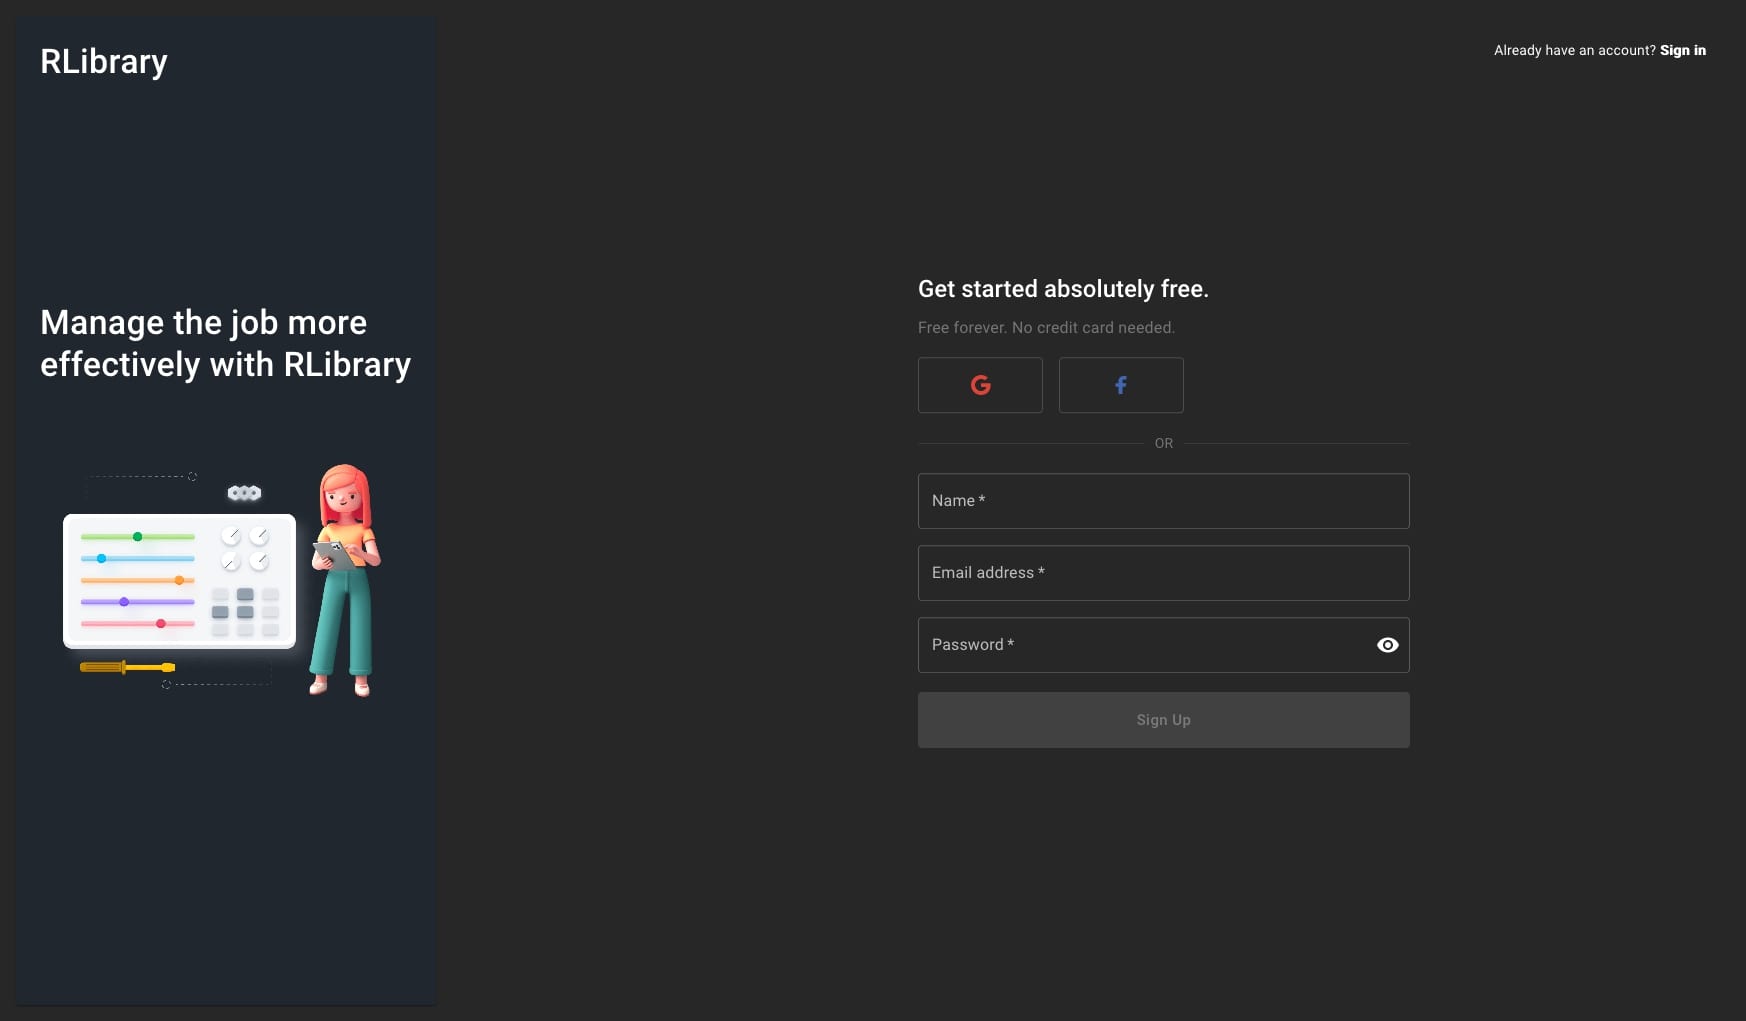 RLibrary
Manage the job more
effectively with RLibrary
Already have an account? Sign in
Get started absolutely free.
Free forever. No credit card needed.
OR
Name *
Email address *
Password *
Sign Up